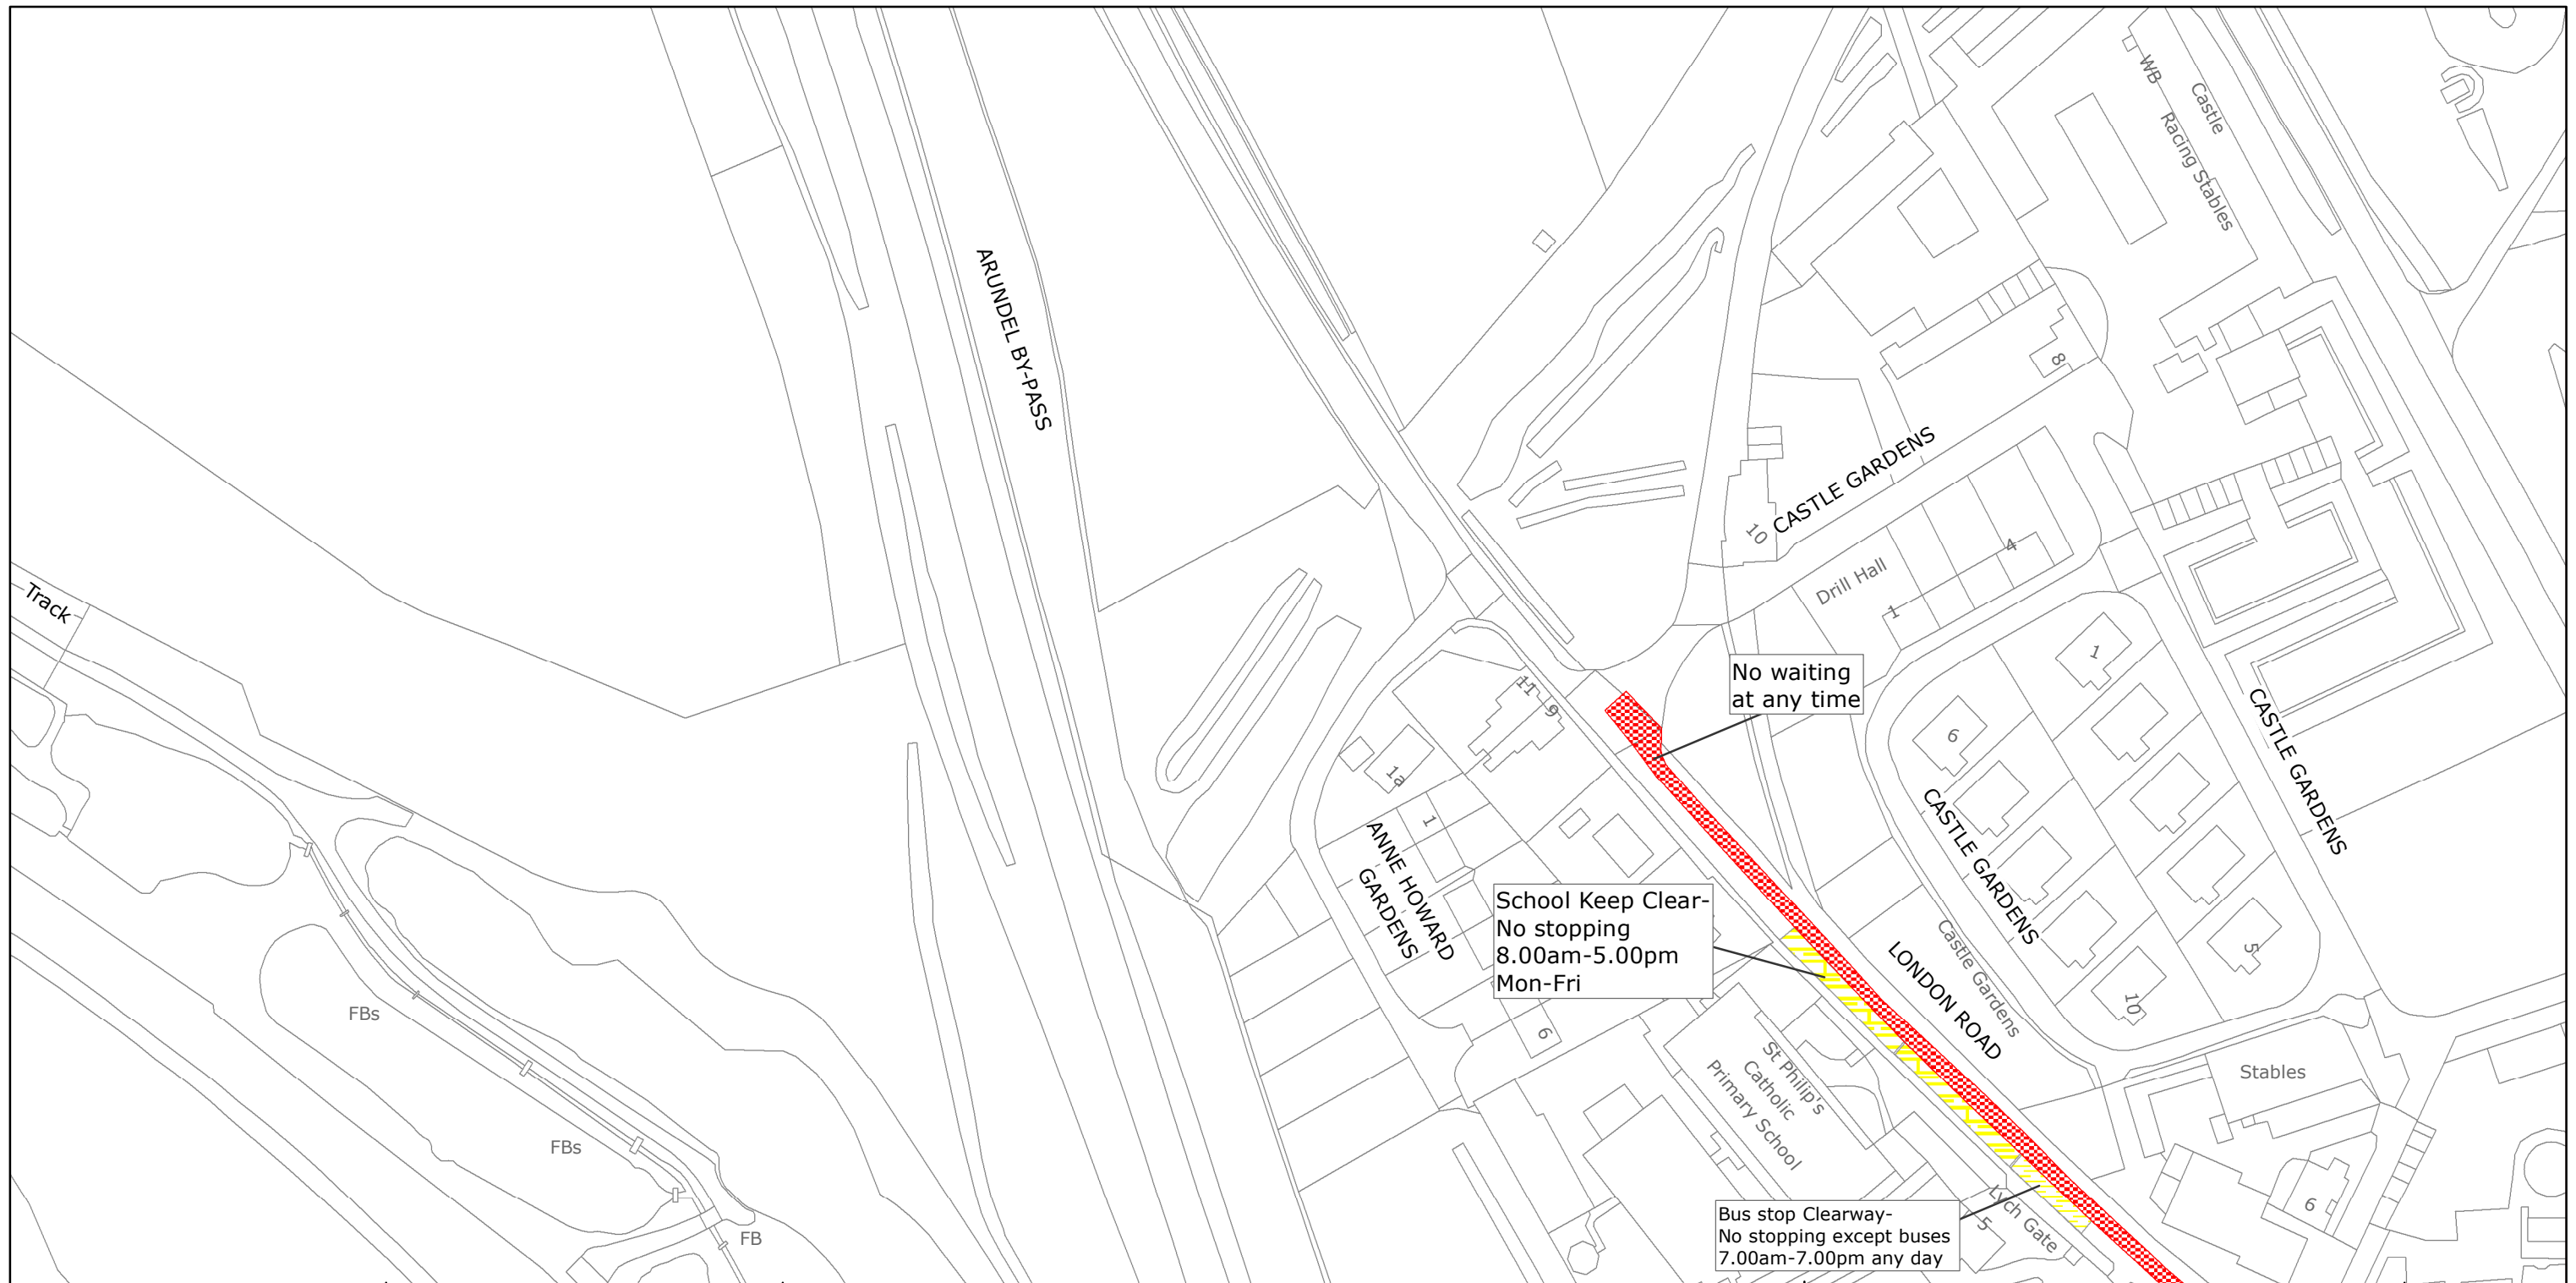 WB
Castle
Racing Stables
ARUNDEL BY-PASS
8
CASTLE GARDENS
10
Drill Hall
4
1
Track
1
No waiting
at any time
11
9
6
CASTLE GARDENS
1a
1
ANNE HOWARD
GARDENS
CASTLE GARDENS
School Keep Clear-
No stopping
8.00am-5.00pm
Mon-Fri
Castle Gardens
5
LONDON ROAD
10
FBs
6
St Philip's
Catholic
Primary School
Stables
FBs
Lych Gate
5
6
FB
Bus stop Clearway-
No stopping except buses
7.00am-7.00pm any day